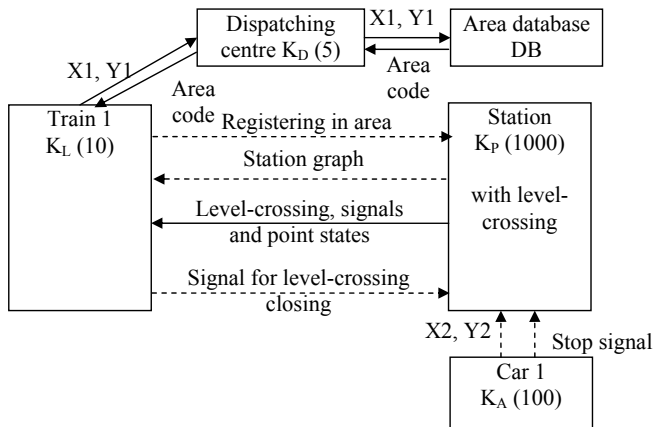 Dispatching
centre K_D (5)
X1, Y1
Area database
DB
Area
code
X1, Y1
Area
code
Train 1
K_L (10)
Registering in area
Station graph
Level-crossing, signals
and point states
Signal for level-crossing
closing
Station
K_P (1000)
with level-
crossing
X2, Y2
Stop signal
Car 1
K_A (100)